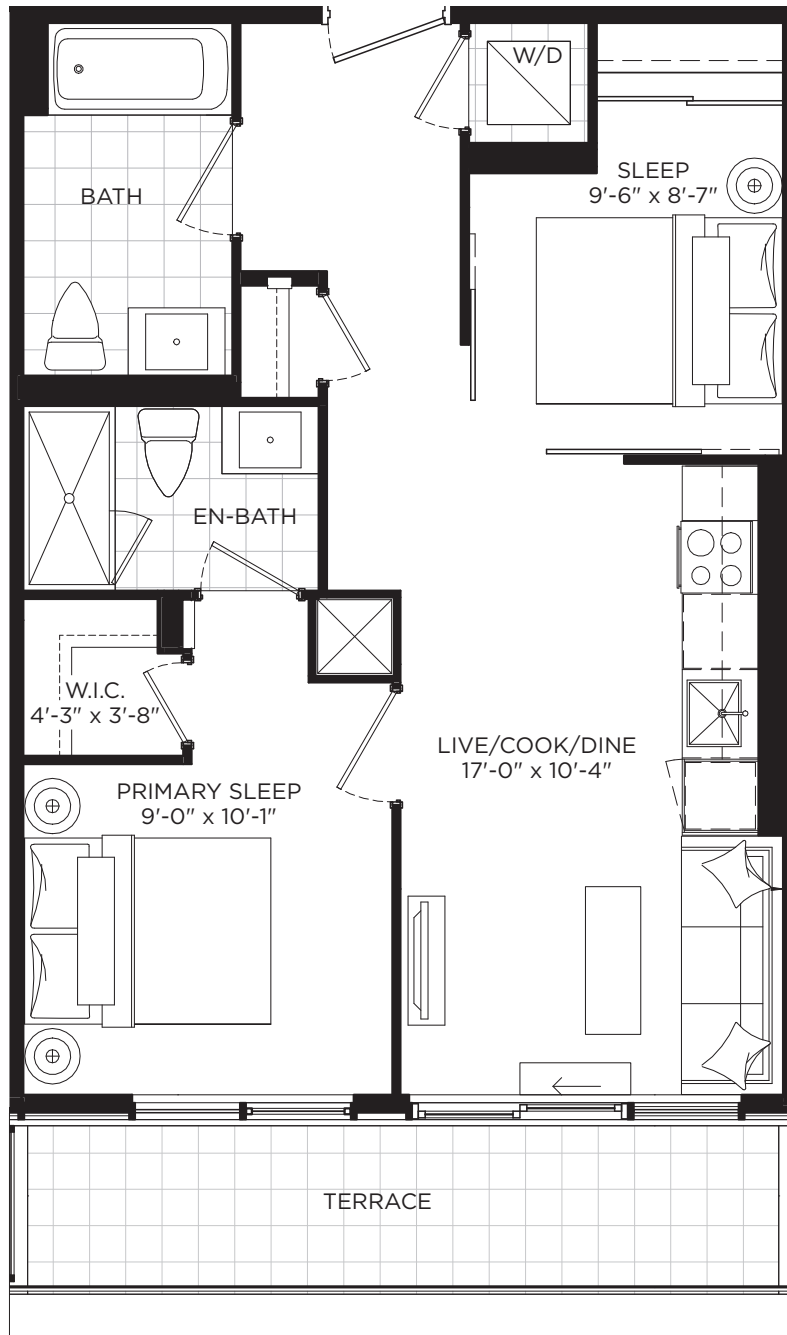 W/D
BATH
SLEEP
9'-6" x 8'-7"
EN-BATH
W.I.C.
4'-3" x 3'-8"
LIVE/COOK/DINE
17'-0" x 10'-4"
PRIMARY SLEEP
9'-0" x 10'-1"
TERRACE